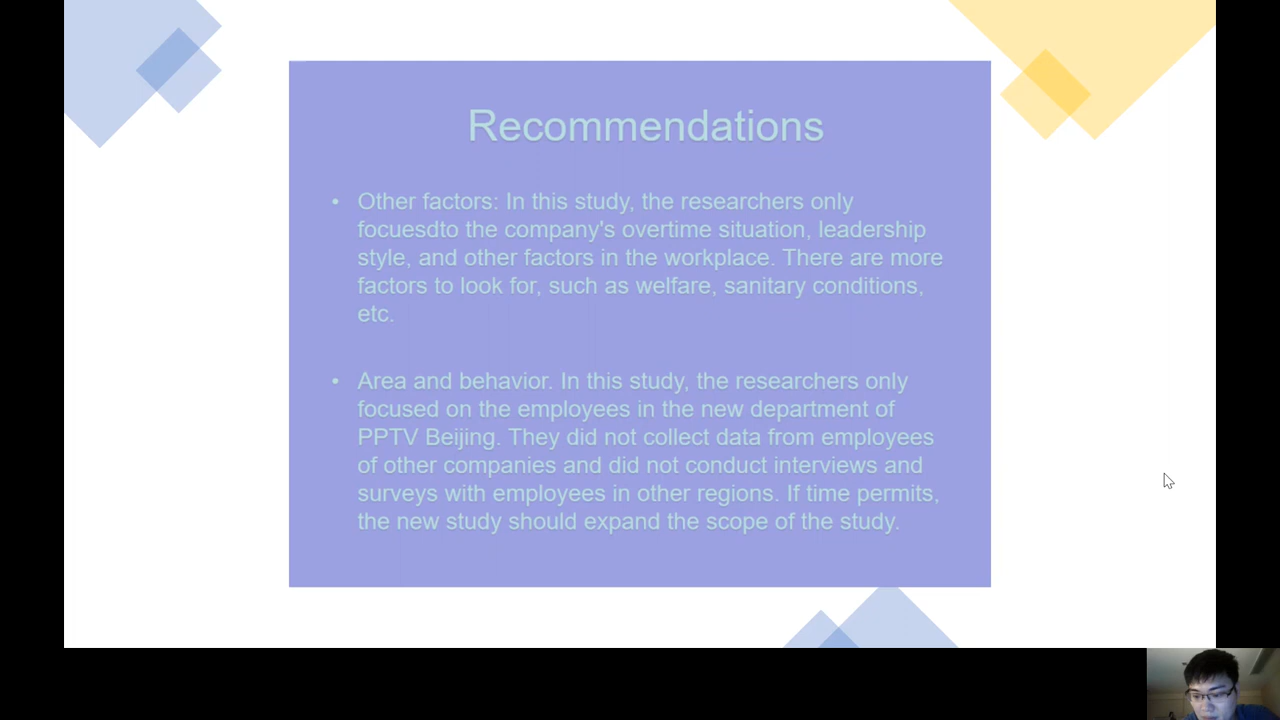 Recommendations
• Other factors: In this study, the researchers only
focuesdto the company's overtime situation, leadership
style, and other factors in the workplace. There are more
factors to look for, such as welfare, sanitary conditions,
etc.
• Area and behavior. In this study, the researchers only
focused on the employees in the new department of
PPTV Beijing. They did not collect data from employees
of other companies and did not conduct interviews and
surveys with employees in other regions. If time permits,
the new study should expand the scope of the study.